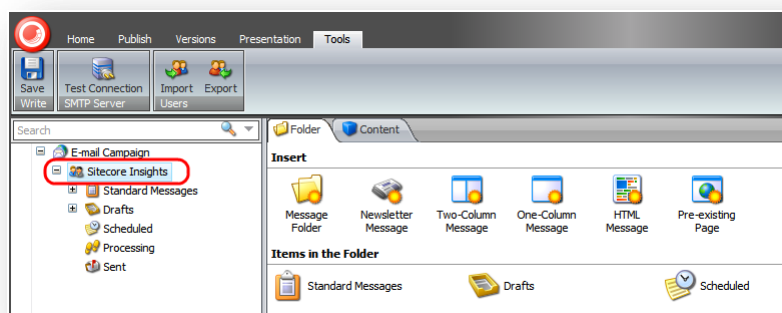 Home Publish Versions Presentation Tools
Save Test Connection Import Export
Write SMTP Server Users
Search
Folder Content
E-mail Campaign
Sitecore Insights
Standard Messages
Drafts
Scheduled
Processing
Sent
Insert
Message Folder
Newsletter Message
Two-Column Message
One-Column Message
HTML Message
Pre-existing Page
Items in the Folder
Standard Messages Drafts Scheduled